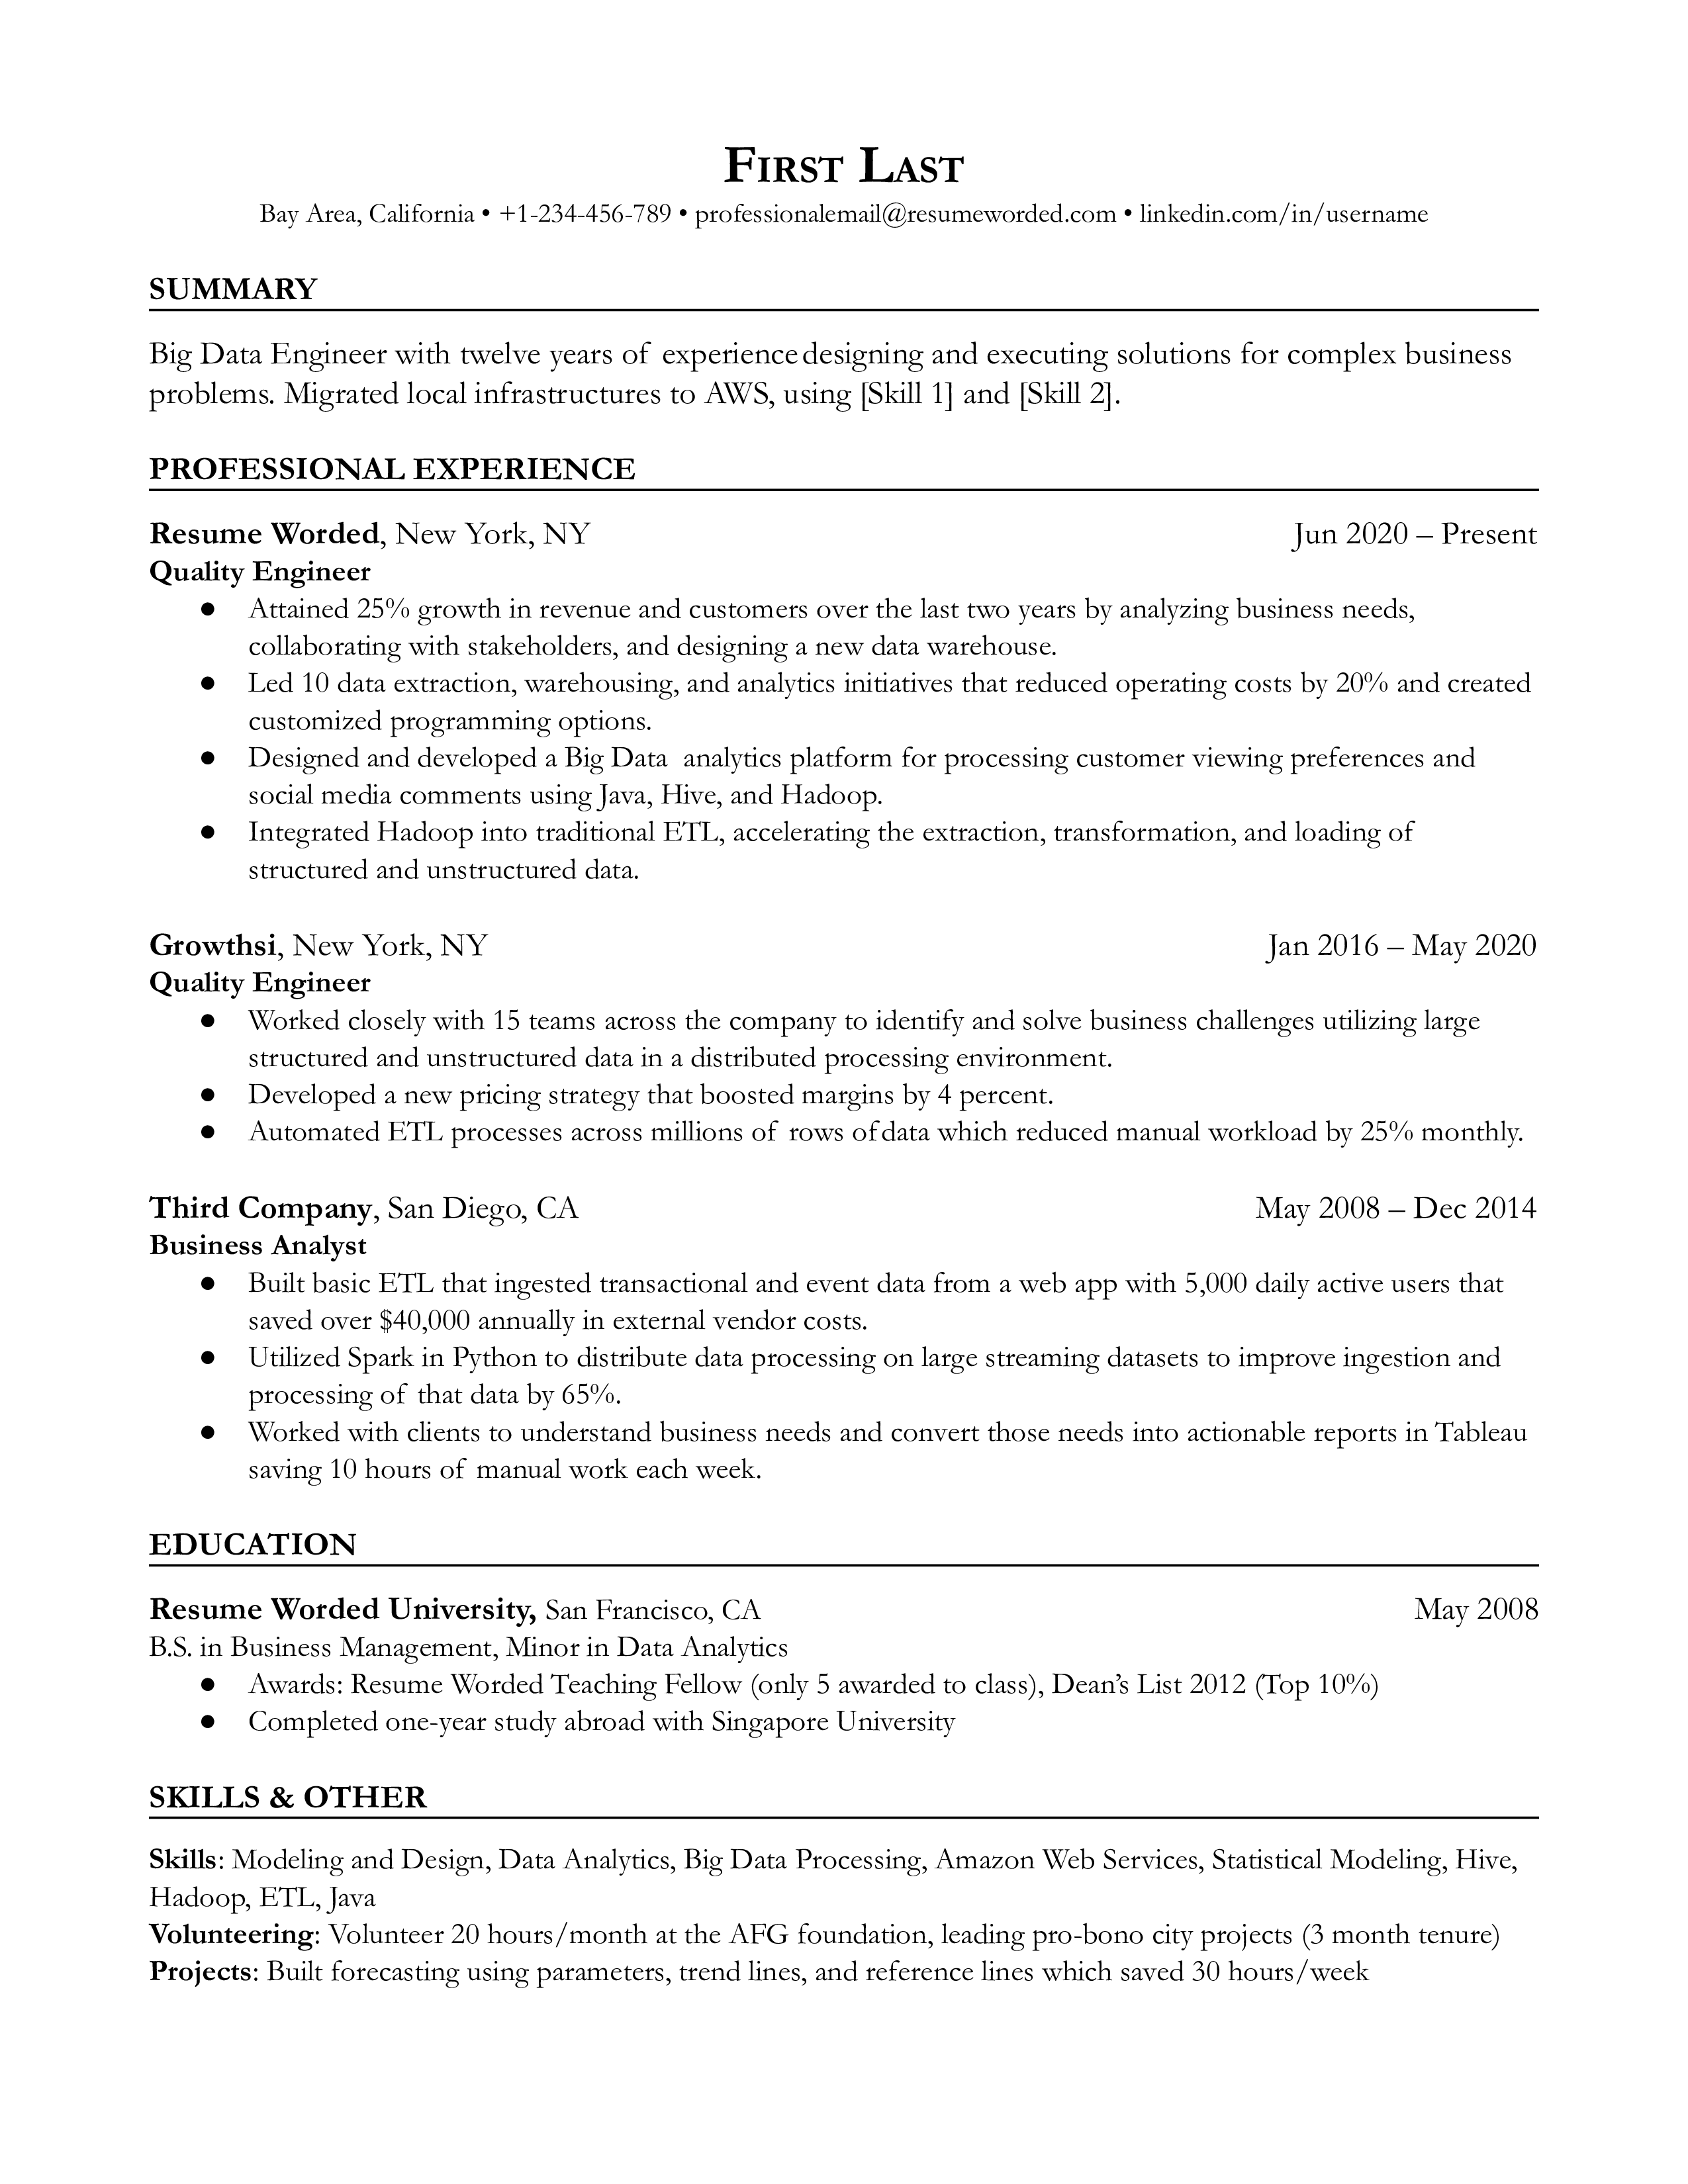 First Last
Bay Area, California • +1-234-456-789 • professionalemail@resumeworded.com • linkedin.com/in/username
SUMMARY
Big Data Engineer with twelve years of experience designing and executing solutions for complex business
problems. Migrated local infrastructures to AWS, using [Skill 1] and [Skill 2].
PROFESSIONAL EXPERIENCE
Resume Worded, New York, NY Jun 2020 – Present
Quality Engineer
● Attained 25% growth in revenue and customers over the last two years by analyzing business needs,
collaborating with stakeholders, and designing a new data warehouse.
● Led 10 data extraction, warehousing, and analytics initiatives that reduced operating costs by 20% and created
customized programming options.
● Designed and developed a Big Data analytics platform for processing customer viewing preferences and
social media comments using Java, Hive, and Hadoop.
● Integrated Hadoop into traditional ETL, accelerating the extraction, transformation, and loading of
structured and unstructured data.
Growthsi, New York, NY Jan 2016 – May 2020
Quality Engineer
● Worked closely with 15 teams across the company to identify and solve business challenges utilizing large
structured and unstructured data in a distributed processing environment.
● Developed a new pricing strategy that boosted margins by 4 percent.
● Automated ETL processes across millions of rows of data which reduced manual workload by 25% monthly.
Third Company, San Diego, CA May 2008 – Dec 2014
Business Analyst
● Built basic ETL that ingested transactional and event data from a web app with 5,000 daily active users that
saved over $40,000 annually in external vendor costs.
● Utilized Spark in Python to distribute data processing on large streaming datasets to improve ingestion and
processing of that data by 65%.
● Worked with clients to understand business needs and convert those needs into actionable reports in Tableau
saving 10 hours of manual work each week.
EDUCATION
Resume Worded University, San Francisco, CA May 2008
B.S. in Business Management, Minor in Data Analytics
● Awards: Resume Worded Teaching Fellow (only 5 awarded to class), Dean’s List 2012 (Top 10%)
● Completed one-year study abroad with Singapore University
SKILLS & OTHER
Skills: Modeling and Design, Data Analytics, Big Data Processing, Amazon Web Services, Statistical Modeling, Hive,
Hadoop, ETL, Java
Volunteering: Volunteer 20 hours/month at the AFG foundation, leading pro-bono city projects (3 month tenure)
Projects: Built forecasting using parameters, trend lines, and reference lines which saved 30 hours/week